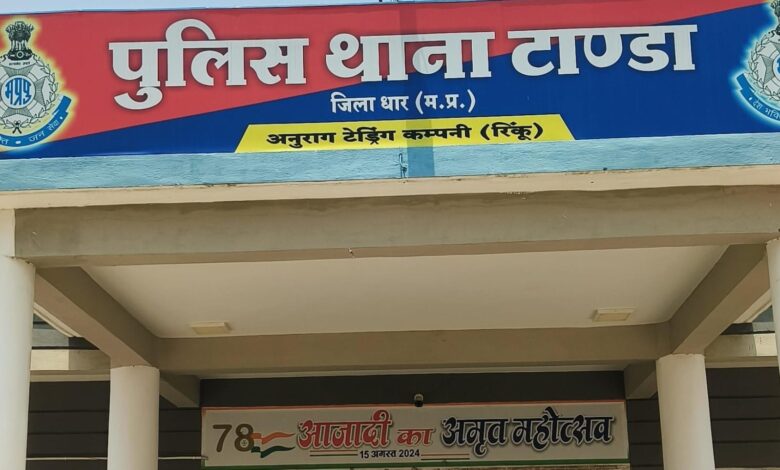 पुलिस थाना टाण्डा
जिला धार (म.प्र.)
अनुराग टेड्रिंग कम्पनी (रिंकू)
78 आजादी का अमृत महोत्सव
15 अगस्त 2024